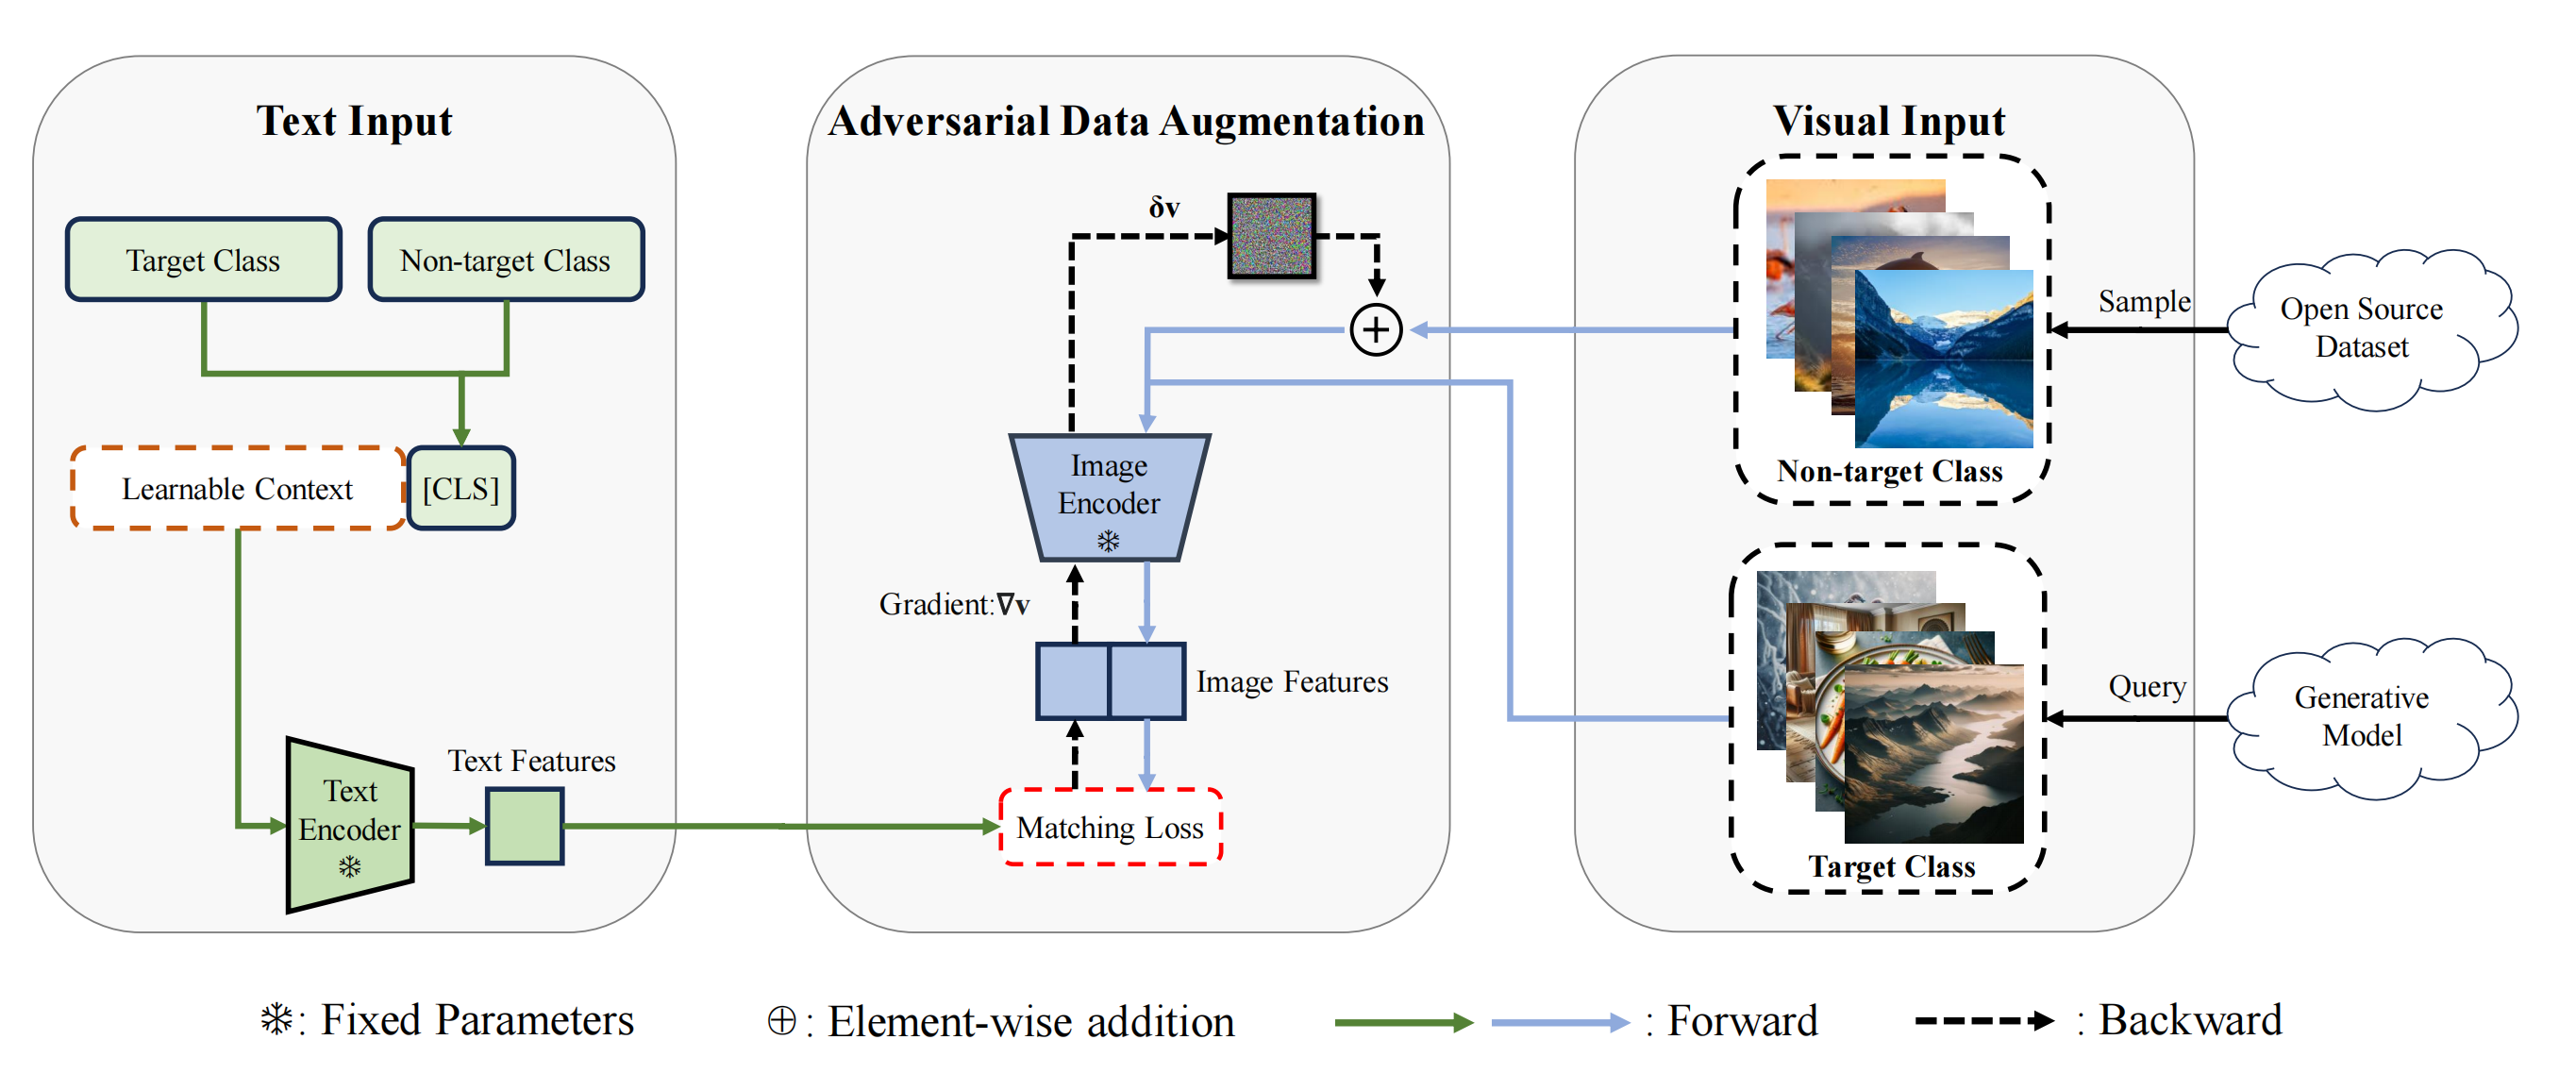 Text Input
Target Class
Non-target Class
Learnable Context
[CLS]
Text
Encoder
Text Features
Adversarial Data Augmentation
δv
Image
Encoder
Gradient:∇v
Image Features
Matching Loss
Visual Input
Non-target Class
Target Class
Sample
Open Source
Dataset
Query
Generative
Model
: Fixed Parameters
: Element-wise addition
: Forward
: Backward